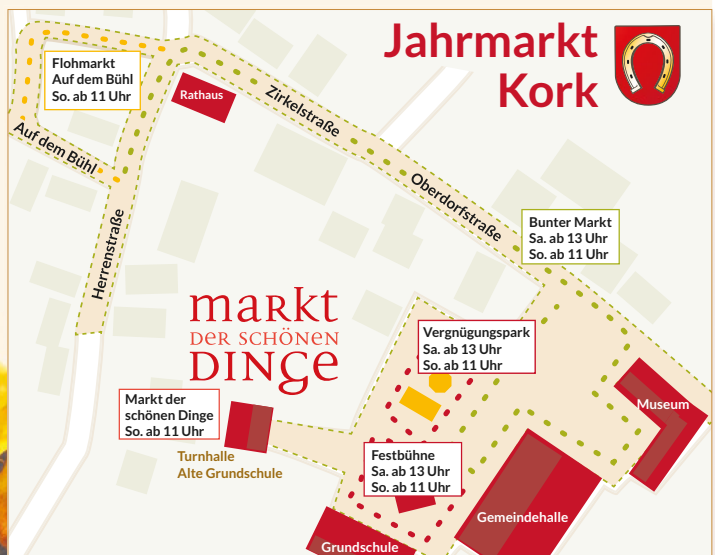 Jahrmarkt
Kork
Flohmarkt
Auf dem Bühl
So. ab 11 Uhr
Rathaus
Zirkelstraße
Auf dem Bühl
Oberdorfstraße
Herrenstraße
Bunter Markt
Sa. ab 13 Uhr
So. ab 11 Uhr
maRkt
DER SCHÖNEN
DINGe
Vergnügungspark
Sa. ab 13 Uhr
So. ab 11 Uhr
Markt der
schönen Dinge
So. ab 11 Uhr
Museum
Turnhalle
Alte Grundschule
Festbühne
Sa. ab 13 Uhr
So. ab 11 Uhr
Gemeindehalle
Grundschule